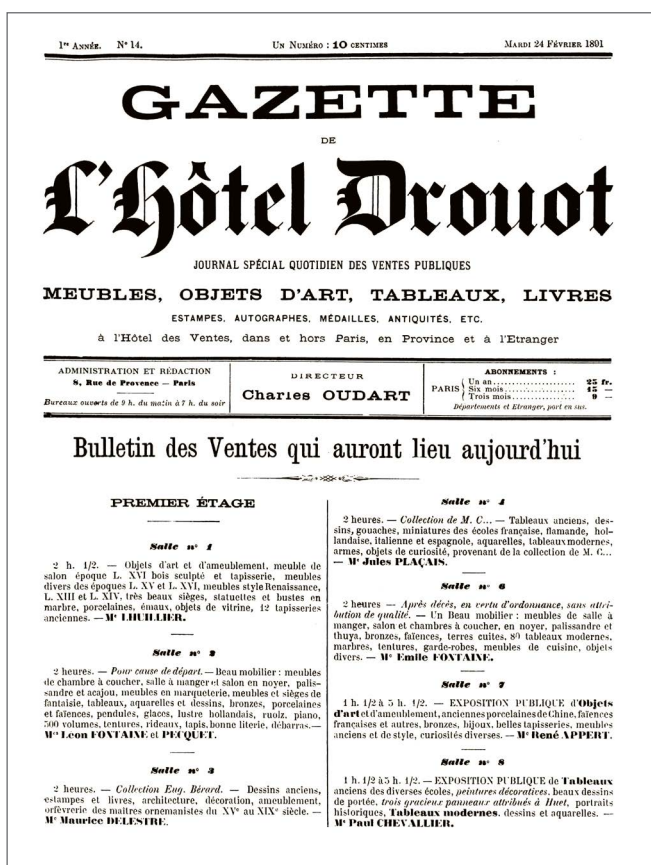 1re ANNÉE. N° 14. UN NUMÉRO : 10 CENTIMES MARDI 24 FÉVRIER 1891
GAZETTE
DE
L'Hôtel Drouot
JOURNAL SPÉCIAL QUOTIDIEN DES VENTES PUBLIQUES
MEUBLES, OBJETS D'ART, TABLEAUX, LIVRES
ESTAMPES, AUTOGRAPHES, MÉDAILLES, ANTIQUITÉS, ETC.
à l'Hôtel des Ventes, dans et hors Paris, en Province et à l'Etranger
ADMINISTRATION ET RÉDACTION
8, Rue de Provence — Paris
Bureaux ouverts de 9 h. du matin à 7 h. du soir
DIRECTEUR
Charles OUDART
ABONNEMENTS :
PARIS
Un an........ 25 fr.
Six mois........ 15 —
Trois mois........ 9 —
Départements et Etranger, port en sus.
Bulletin des Ventes qui auront lieu aujourd'hui
PREMIER ÉTAGE
Salle n° 1
2 h. 1/2. — Objets d'art et d'ameublement, meuble de
salon époque L. XVI bois sculpté et tapisserie, meubles
divers des époques L. XV et L. XVI, meubles style Renaissance,
L. XIII et L. XIV, très beaux sièges, statuettes et bustes en
marbre, porcelaines, émaux, objets de vitrine, 12 tapisseries
anciennes. — Me LHUILLIER.
Salle n° 2
2 heures. — Pour cause de départ. — Beau mobilier : meubles
de chambre à coucher, salle à manger et salon en noyer, palis-
sandre et acajou, meubles en marqueterie, meubles et sièges de
fantaisie, tableaux, aquarelles et dessins, bronzes, porcelaines
et faïences, pendules, glaces, lustre hollandais, ruolz, piano,
500 volumes, tentures, rideaux, tapis, bonne literie, débarras. —
Mes Léon FONTAINE et PECQUET.
Salle n° 3
2 heures. — Collection Eug. Bérard. — Dessins anciens,
estampes et livres, architecture, décoration, ameublement,
orfèvrerie des maîtres ornemanistes du XVe au XIXe siècle. —
Me Maurice DELESTRE.
Salle n° 4
2 heures. — Collection de M. C... — Tableaux anciens, des-
sins, gouaches, miniatures des écoles française, flamande, hol-
landaise, italienne et espagnole, aquarelles, tableaux modernes,
armes, objets de curiosité, provenant de la collection de M. C...
— Me Jules PLAÇAIS.
Salle n° 6
2 heures — Après décès, en vertu d'ordonnance, sans attri-
bution de qualité. — Un Beau mobilier : meubles de salle à
manger, salon et chambres à coucher, en noyer, palissandre et
thuya, bronzes, faïences, terres cuites, 80 tableaux modernes,
marbres, tentures, garde-robes, meubles de cuisine, objets
divers. — Me Emile FONTAINE.
Salle n° 7
1 h. 1/2 à 5 h. 1/2. — EXPOSITION PUBLIQUE d'Objets
d'art et d'ameublement, anciennes porcelaines de Chine, faïences
françaises et autres, bronzes, bijoux, belles tapisseries, meubles
anciens et de style, curiosités diverses. — Me René APPERT.
Salle n° 8
1 h. 1/2 à 5 h. 1/2. — EXPOSITION PUBLIQUE de Tableaux
anciens des diverses écoles, peintures décoratives, beaux dessins
de portée, trois gracieux panneaux attribués à Huet, portraits
historiques, Tableaux modernes, dessins et aquarelles. —
Me Paul CHEVALLIER.